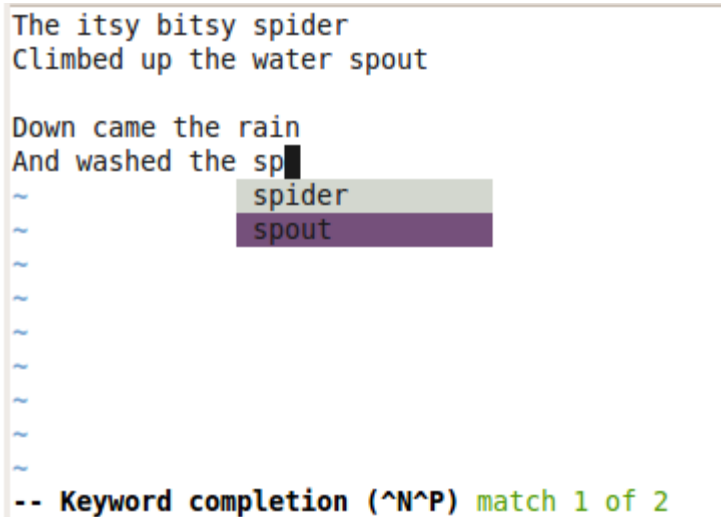 The itsy bitsy spider
Climbed up the water spout

Down came the rain
And washed the sp
~ spider
~ spout
~
~
~
~
~
~
~
-- Keyword completion (^N^P) match 1 of 2